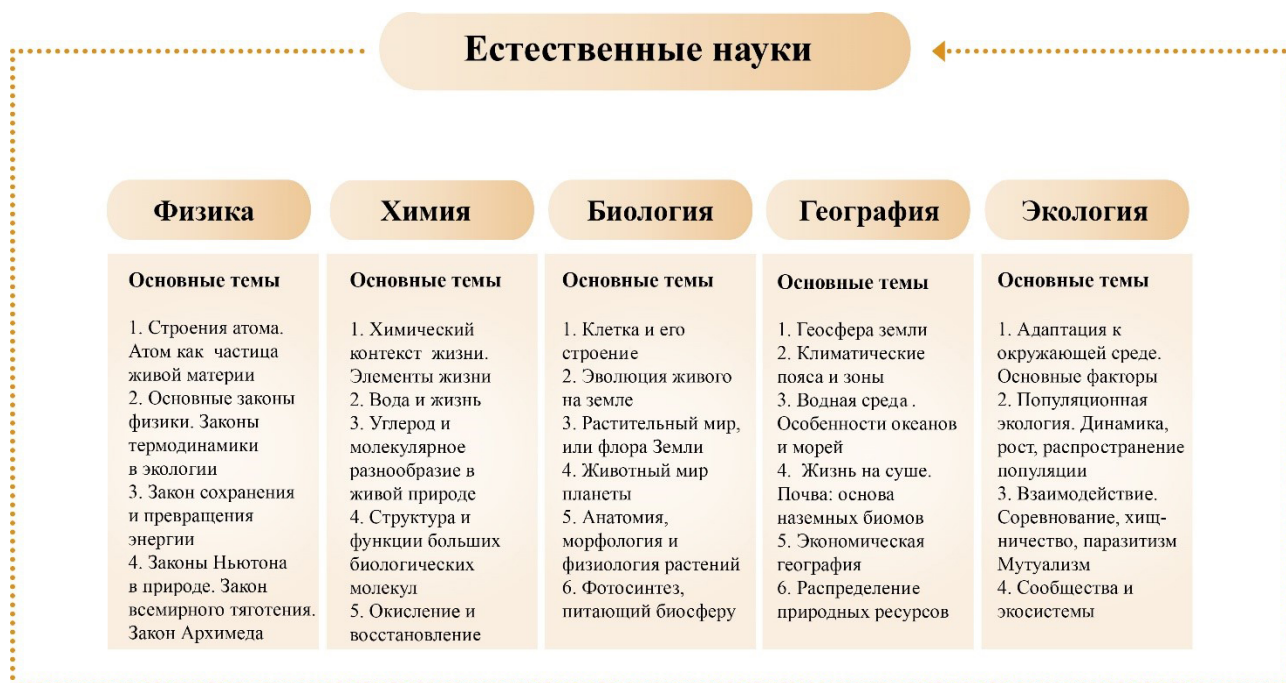 Естественные науки
Физика
Основные темы
1. Строения атома.
Атом как частица
живой материи
2. Основные законы
физики. Законы
термодинамики
в экологии
3. Закон сохранения
и превращения
энергии
4. Законы Ньютона
в природе. Закон
всемирного тяготения.
Закон Архимеда
Химия
Основные темы
1. Химический
контекст жизни.
Элементы жизни
2. Вода и жизнь
3. Углерод и
молекулярное
разнообразие в
живой природе
4. Структура и
функции больших
биологических
молекул
5. Окисление и
восстановление
Биология
Основные темы
1. Клетка и его
строение
2. Эволюция живого
на земле
3. Растительный мир,
или флора Земли
4. Животный мир
планеты
5. Анатомия,
морфология и
физиология растений
6. Фотосинтез,
питающий биосферу
География
Основные темы
1. Геосфера земли
2. Климатические
пояса и зоны
3. Водная среда .
Особенности океанов
и морей
4. Жизнь на суше.
Почва: основа
наземных биомов
5. Экономическая
география
6. Распределение
природных ресурсов
Экология
Основные темы
1. Адаптация к
окружающей среде.
Основные факторы
2. Популяционная
экология. Динамика,
рост, распространение
популяции
3. Взаимодействие.
Соревнование, хищ-
ничество, паразитизм
Мутуализм
4. Сообщества и
экосистемы